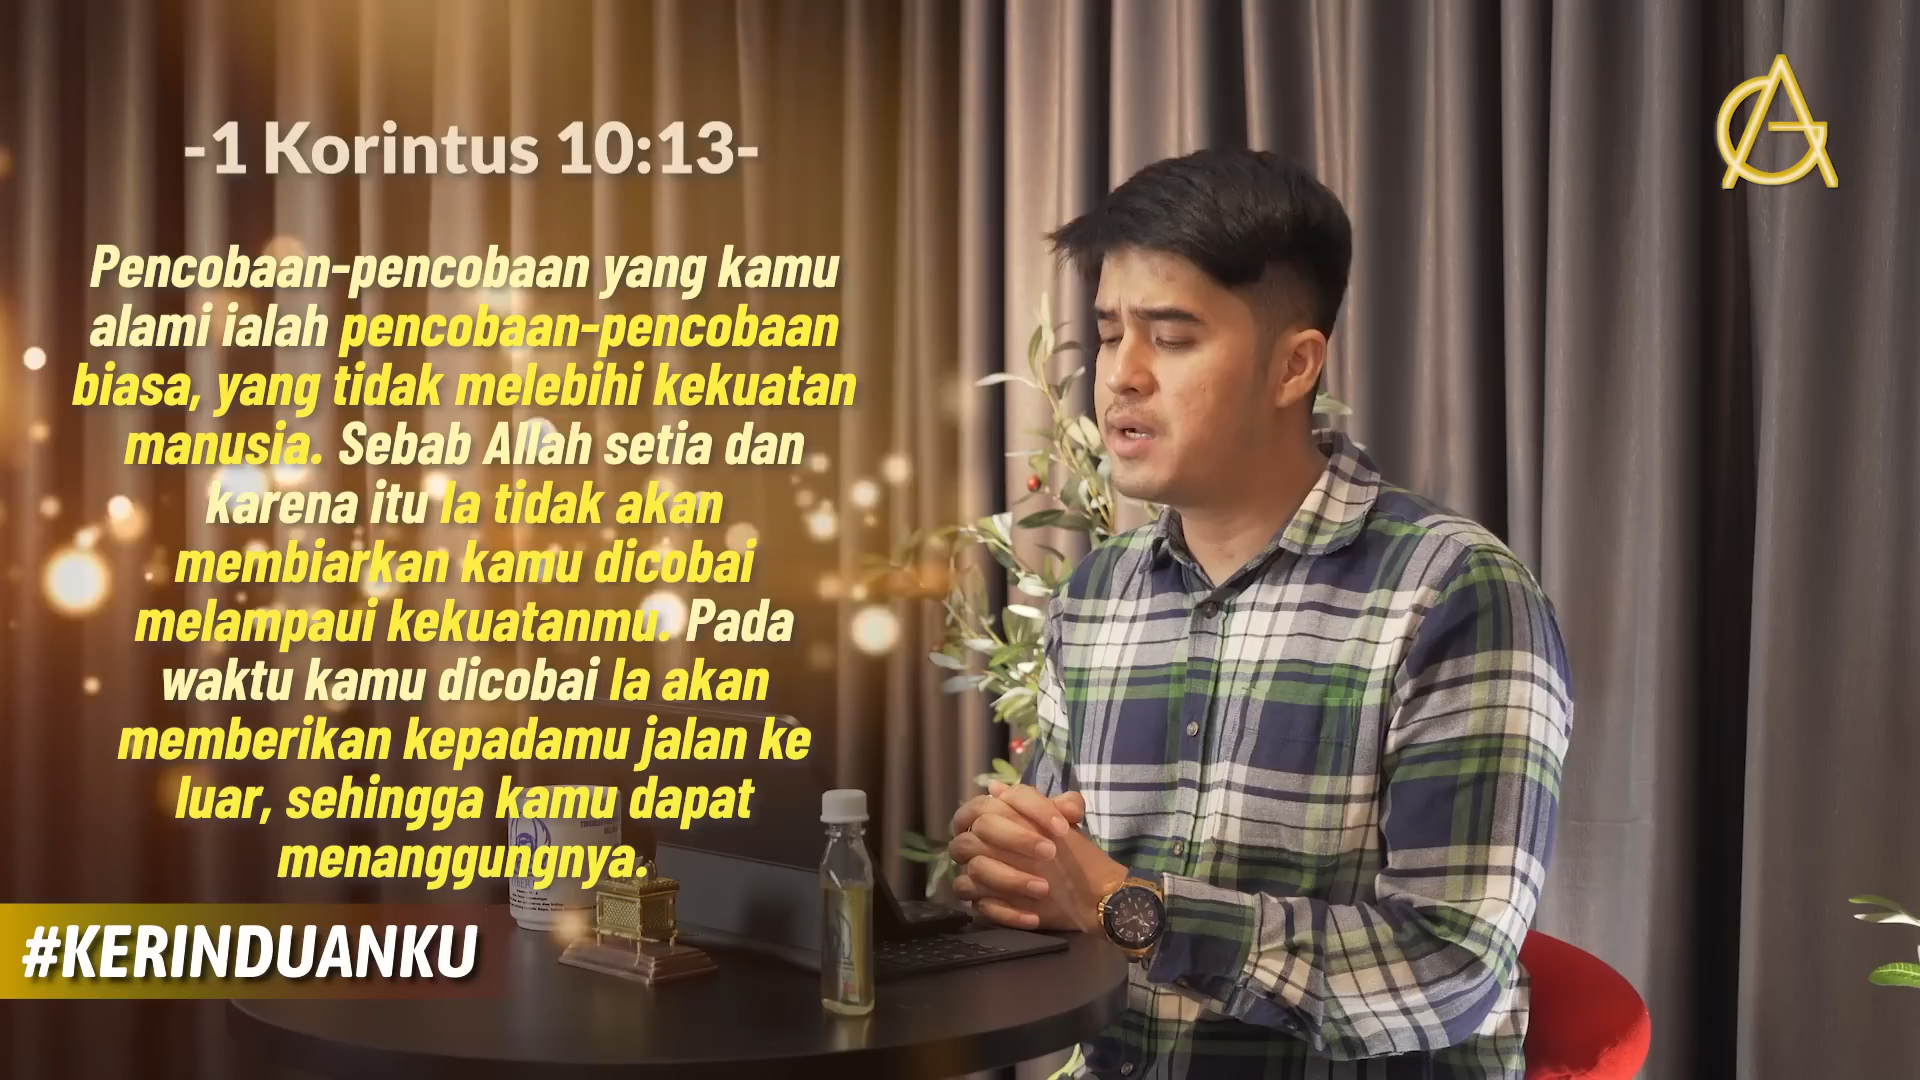 -1 Korintus 10:13-
Pencobaan-pencobaan yang kamu
alami ialah pencobaan-pencobaan
biasa, yang tidak melebihi kekuatan
manusia. Sebab Allah setia dan
karena itu Ia tidak akan
membiarkan kamu dicobai
melampaui kekuatanmu. Pada
waktu kamu dicobai Ia akan
memberikan kepadamu jalan ke
luar, sehingga kamu dapat
menanggungnya.
#KERINDUANKU